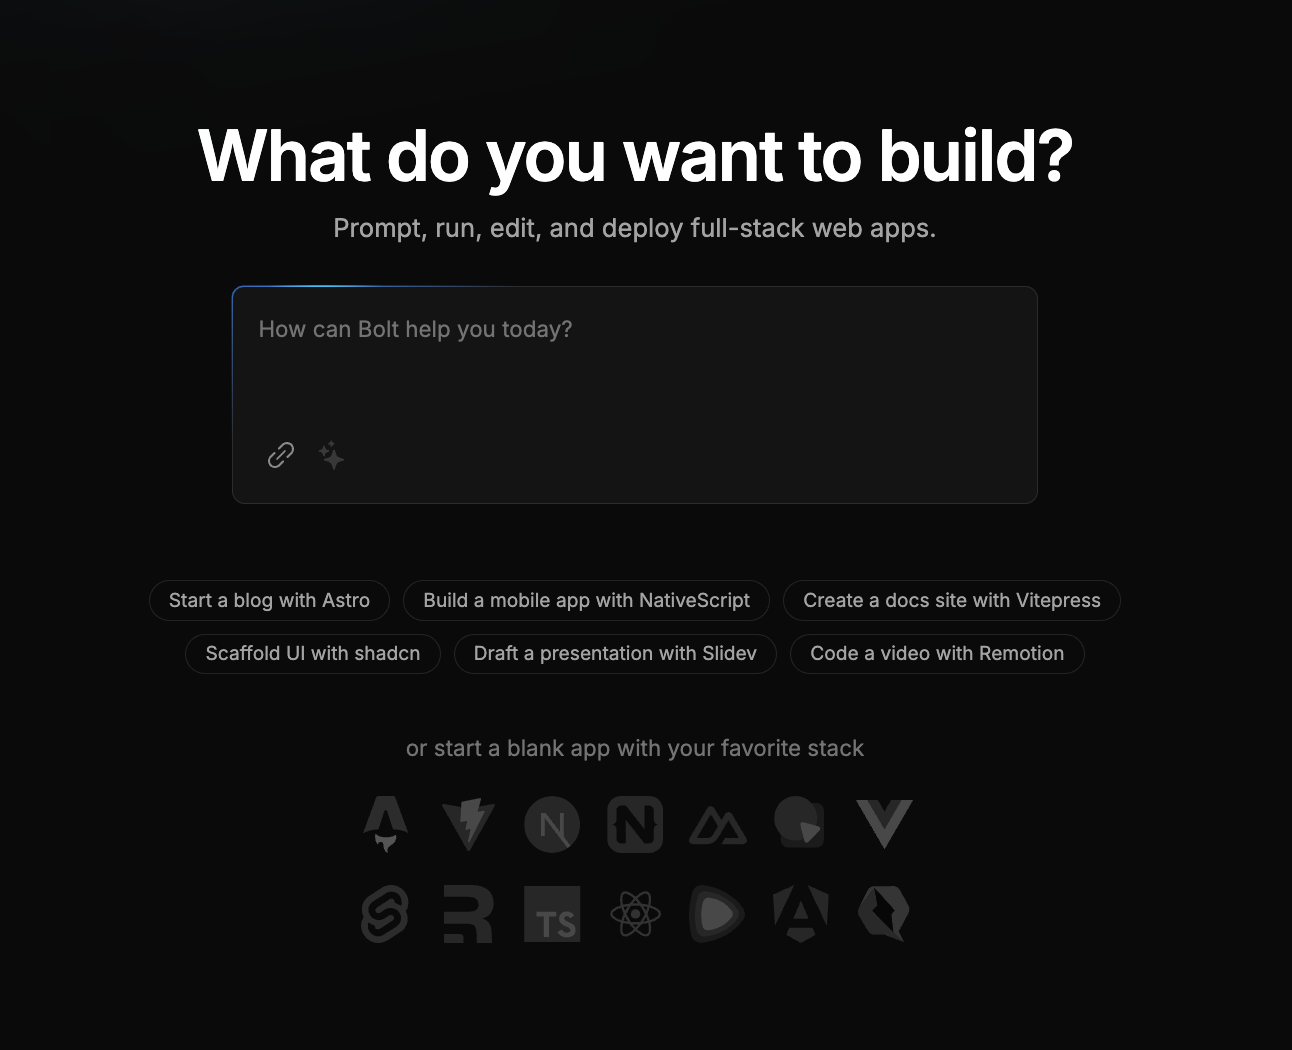 What do you want to build?
Prompt, run, edit, and deploy full-stack web apps.
How can Bolt help you today?
Start a blog with Astro
Build a mobile app with NativeScript
Create a docs site with Vitepress
Scaffold UI with shadcn
Draft a presentation with Slidev
Code a video with Remotion
or start a blank app with your favorite stack
N
N
TS